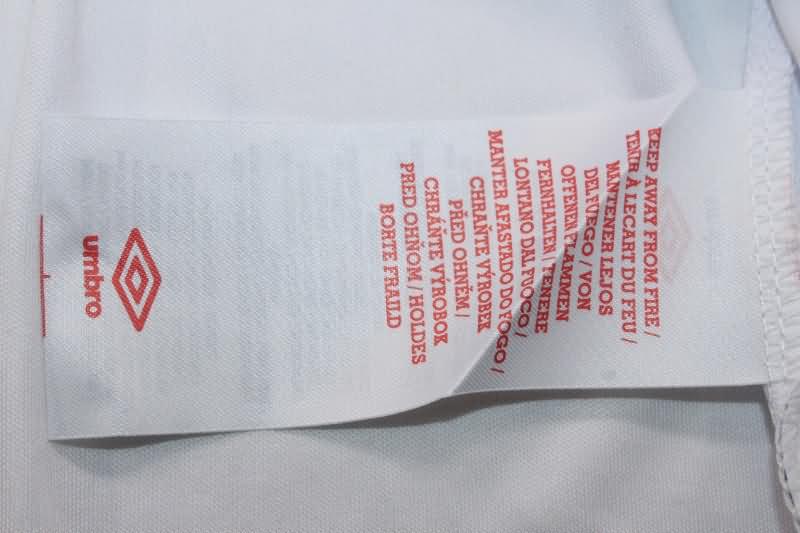 KEEP AWAY FROM FIRE /
TENIR À LECART DU FEU /
MANTENER LEJOS
DEL FUEGO / VON
OFFENEN FLAMMEN
FERNHALTEN / TENERE
LONTANO DAL FUOCO /
MANTER AFASTADO DO FOGO /
CHRAŇTE VÝROBEK
PŘED OHNĚM /
CHRÁŇTE VÝROBOK
PRED OHŇOM / HOLDES
BORTE FRA ILD
umbro